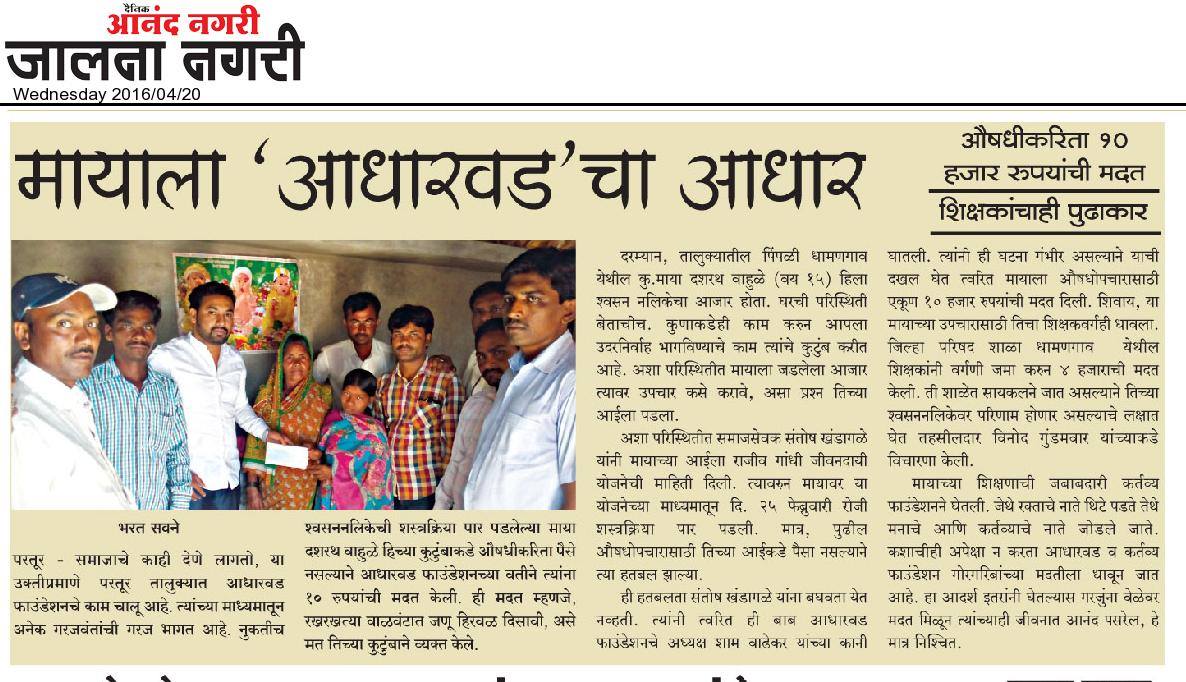 दैनिक
आनंद नगरी
जालना नगरी
Wednesday 2016/04/20
मायाला ‘आधारवड’चा आधार
औषधीकरिता १०
हजार रुपयांची मदत
शिक्षकांचाही पुढाकार
भरत सवने
परतूर - समाजाचे काही देणे लागतो, या
उक्तीप्रमाणे परतूर तालुक्यात आधारवड
फाउंडेशनचे काम चालू आहे. त्यांच्या माध्यमातून
अनेक गरजवंतांची गरज भागत आहे. नुकतीच
श्वसननलिकेची शस्त्रक्रिया पार पडलेल्या माया
दशरथ वाहुळे हिच्या कुटुंबाकडे औषधीकरिता पैसे
नसल्याने आधारवड फाउंडेशनच्या वतीने त्यांना
१० रुपयांची मदत केली. ही मदत म्हणजे,
रखरखत्या वाळवंटात जणू हिरवळ दिसावी, असे
मत तिच्या कुटुंबाने व्यक्त केले.
दरम्यान, तालुक्यातील पिंपळी धामणगाव
येथील कु.माया दशरथ वाहुळे (वय १५) हिला
श्वसन नलिकेचा आजार होता. घरची परिस्थिती
बेताचीच. कुणाकडेही काम करुन आपला
उदरनिर्वाह भागविण्याचे काम त्यांचे कुटुंब करीत
आहे. अशा परिस्थितीत मायाला जडलेला आजार
त्यावर उपचार कसे करावे, असा प्रश्न तिच्या
आईला पडला.
अशा परिस्थितीत समाजसेवक संतोष खंडागळे
यांनी मायाच्या आईला राजीव गांधी जीवनदायी
योजनेची माहिती दिली. त्यावरुन मायावर या
योजनेच्या माध्यमातून दि. २५ फेब्रुवारी रोजी
शस्त्रक्रिया पार पडली. मात्र, पुढील
औषधोपचारासाठी तिच्या आईकडे पैसा नसल्याने
त्या हतबल झाल्या.
ही हतबलता संतोष खंडागळे यांना बघवता येत
नव्हती. त्यांनी त्वरित ही बाब आधारवड
फाउंडेशनचे अध्यक्ष शाम वाळेकर यांच्या कानी
घातली. त्यांनी ही घटना गंभीर असल्याने याची
दखल घेत त्वरित मायाला औषधोपचारासाठी
एकूण १० हजार रुपयांची मदत दिली. शिवाय, या
मायाच्या उपचारासाठी तिचा शिक्षकवर्गही धावला.
जिल्हा परिषद शाळा धामणगाव येथील
शिक्षकांनी वर्गणी जमा करुन ४ हजाराची मदत
केली. ती शाळेत सायकलने जात असल्याने तिच्या
श्वसननलिकेवर परिणाम होणार असल्याचे लक्षात
घेत तहसीलदार विनोद गुंडमवार यांच्याकडे
विचारणा केली.
मायाच्या शिक्षणाची जबाबदारी कर्तव्य
फाउंडेशनने घेतली. जेथे रक्ताचे नाते थिटे पडते तेथे
मनाचे आणि कर्तव्याचे नाते जोडले जाते.
कशाचीही अपेक्षा न करता आधारवड व कर्तव्य
फाउंडेशन गोरगरिबांच्या मदतीला धावून जात
आहे. हा आदर्श इतरांनी घेतल्यास गरजुंना वेळेवर
मदत मिळून त्यांच्याही जीवनात आनंद पसरेल, हे
मात्र निश्चित.